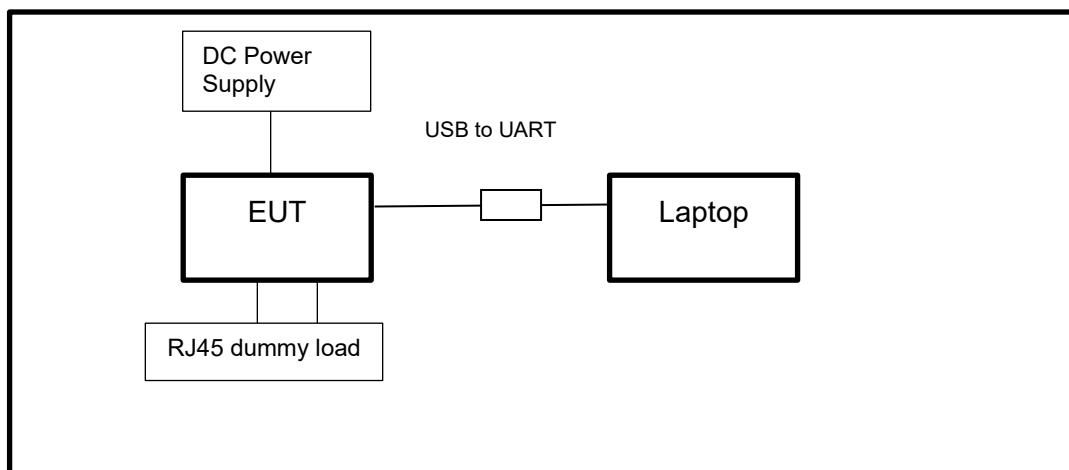 DC Power
Supply
USB to UART
EUT
Laptop
RJ45 dummy load